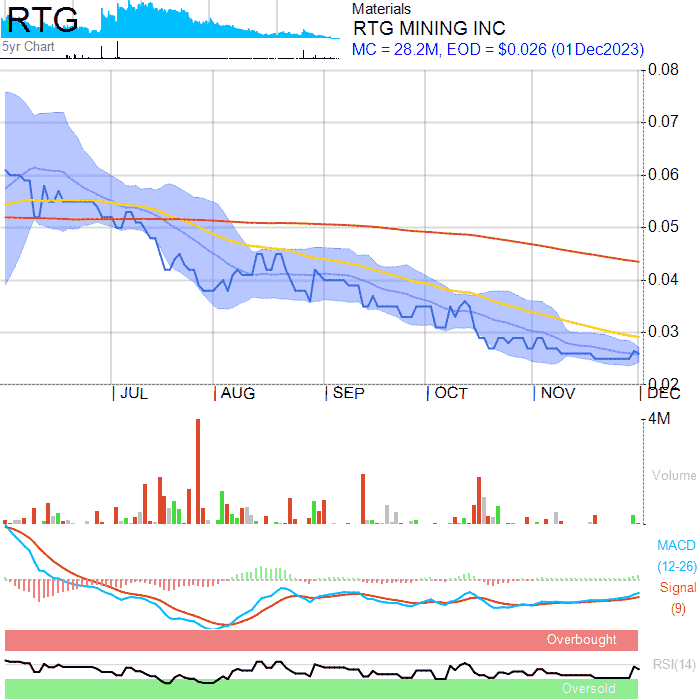 RTG
5yr Chart
Materials
RTG MINING INC
MC = 28.2M, EOD = $0.026 (01Dec2023)
0.08
0.07
0.06
0.05
0.04
0.03
0.02
JUL AUG SEP OCT NOV DEC
4M
Volume
MACD
(12-26)
Signal
(9)
Overbought
RSI(14)
Oversold